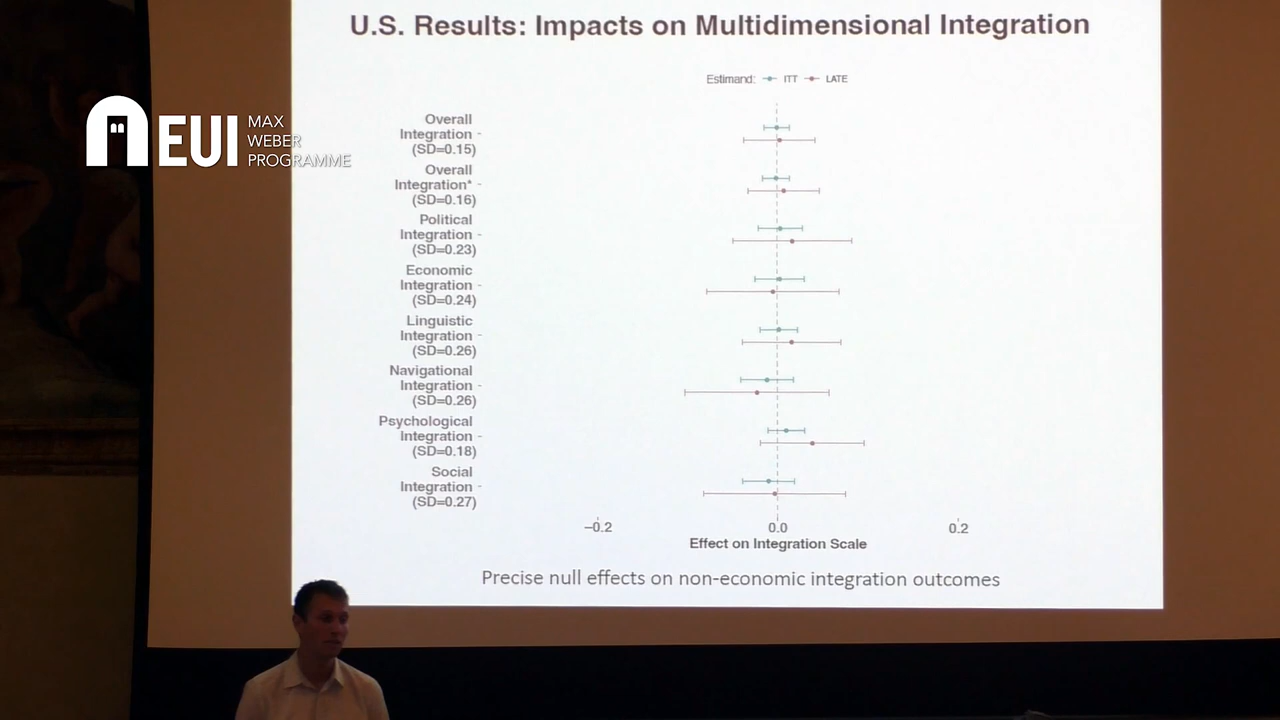 U.S. Results: Impacts on Multidimensional Integration
Estimand: ITT LATE
EUI MAX
WEBER
PROGRAMME
Overall
Integration
(SD=0.15)
Overall
Integration*
(SD=0.16)
Political
Integration
(SD=0.23)
Economic
Integration
(SD=0.24)
Linguistic
Integration
(SD=0.26)
Navigational
Integration
(SD=0.26)
Psychological
Integration
(SD=0.18)
Social
Integration
(SD=0.27)
−0.2 0.0 0.2
Effect on Integration Scale
Precise null effects on non-economic integration outcomes